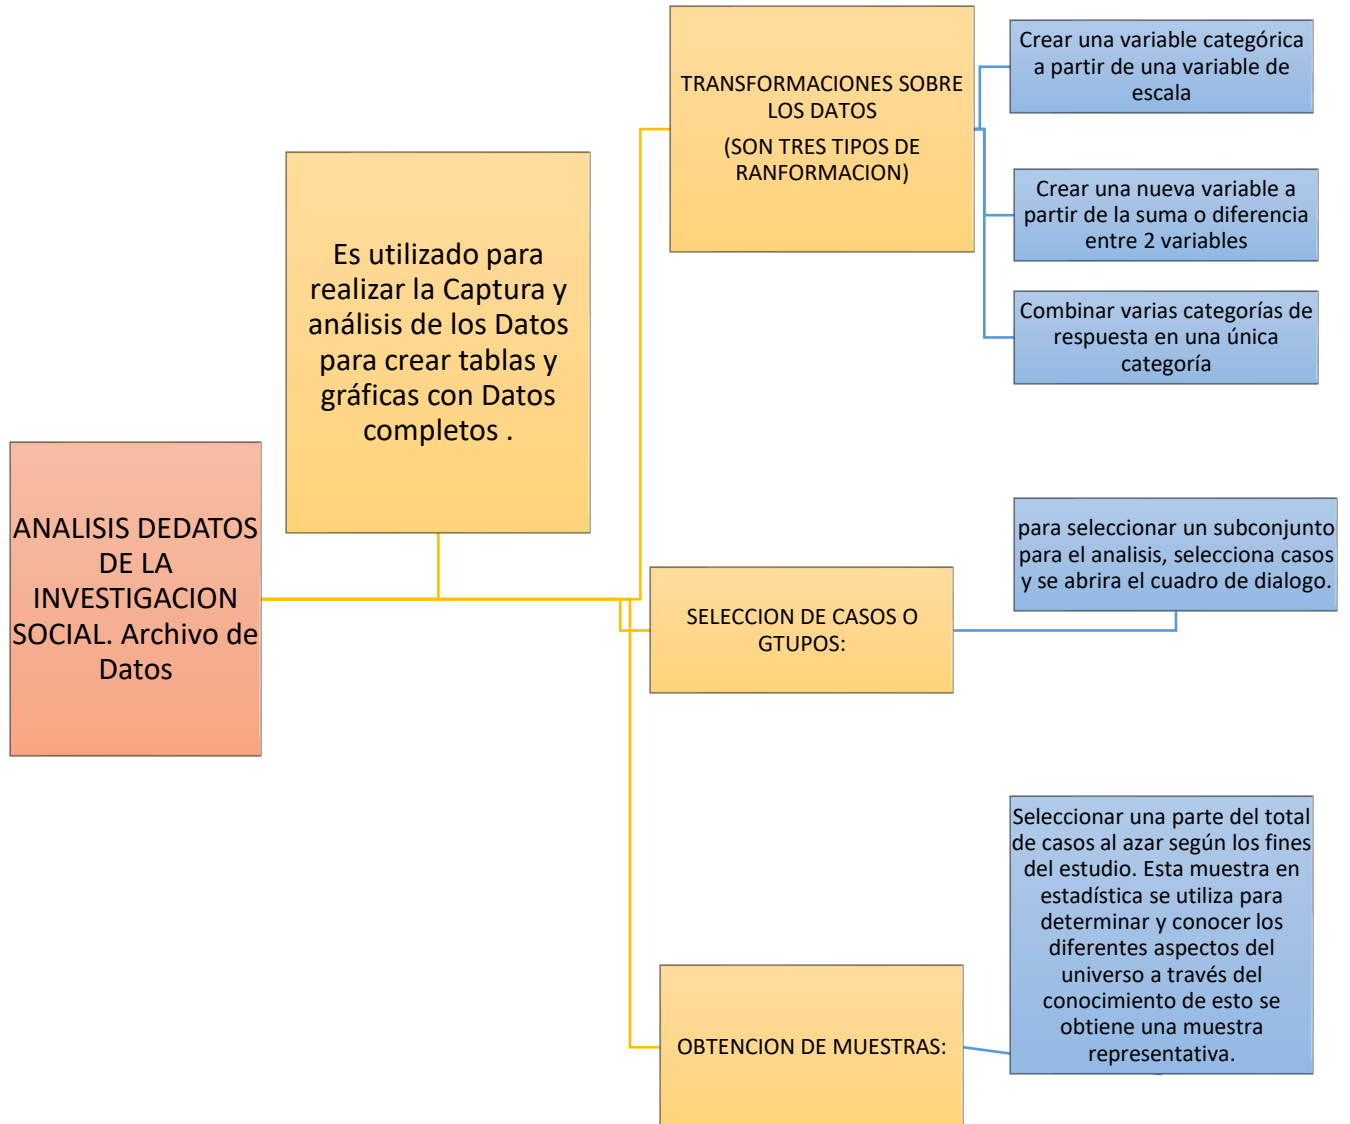 ANALISIS DEDATOS
DE LA
INVESTIGACION
SOCIAL. Archivo de
Datos
Es utilizado para
realizar la Captura y
análisis de los Datos
para crear tablas y
gráficas con Datos
completos .
TRANSFORMACIONES SOBRE
LOS DATOS
(SON TRES TIPOS DE
RANFORMACION)
Crear una variable categórica
a partir de una variable de
escala
Crear una nueva variable a
partir de la suma o diferencia
entre 2 variables
Combinar varias categorías de
respuesta en una única
categoría
SELECCION DE CASOS O
GTUPOS:
para seleccionar un subconjunto
para el analisis, selecciona casos
y se abrira el cuadro de dialogo.
OBTENCION DE MUESTRAS:
Seleccionar una parte del total
de casos al azar según los fines
del estudio. Esta muestra en
estadística se utiliza para
determinar y conocer los
diferentes aspectos del
universo a través del
conocimiento de esto se
obtiene una muestra
representativa.